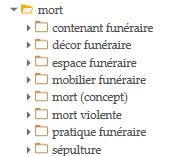 mort
contenant funéraire
décor funéraire
espace funéraire
mobilier funéraire
mort (concept)
mort violente
pratique funéraire
sépulture